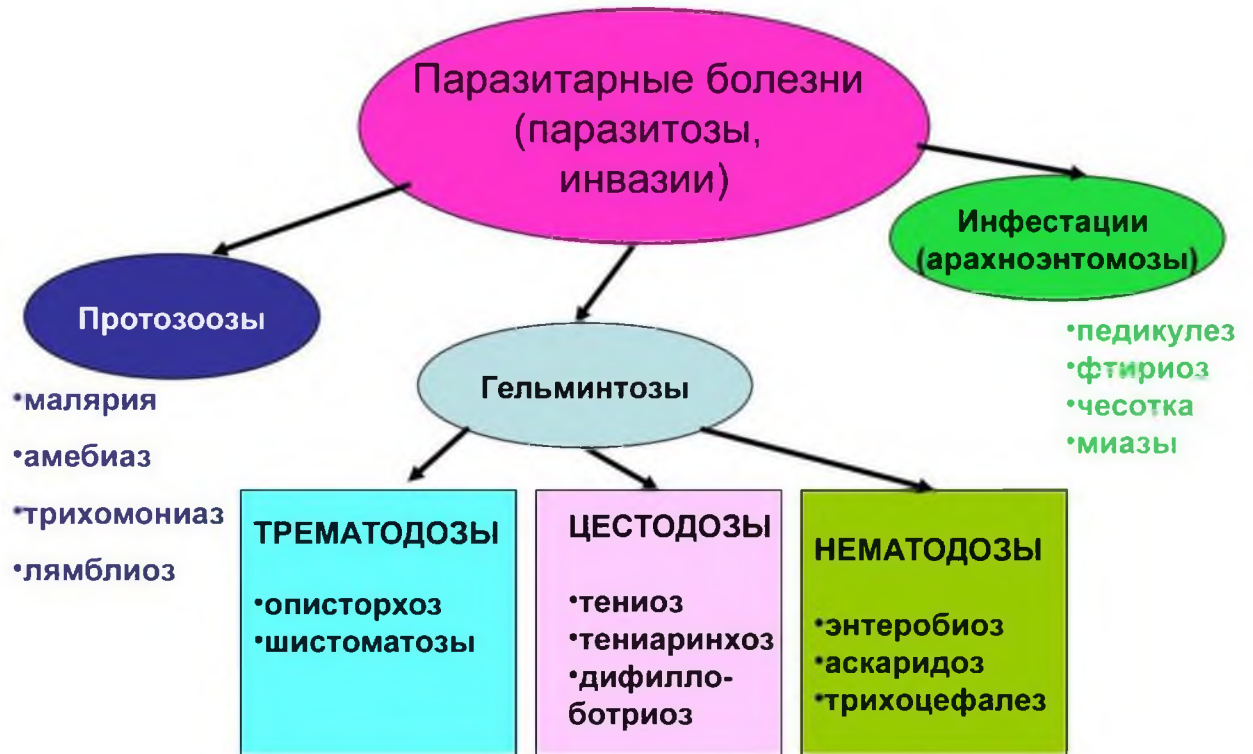 Паразитарные болезни
(паразитозы,
инвазии)
Инфестации
(арахноэнтомозы)
•педикулез
•фтириоз
•чесотка
•миазы
Протозоозы
•малярия
•амебиаз
•трихомониаз
•лямблиоз
Гельминтозы
ТРЕМАТОДОЗЫ
•описторхоз
•шистоматозы
ЦЕСТОДОЗЫ
•тениоз
•тениаринхоз
•дифилло-
ботриоз
НЕМАТОДОЗЫ
•энтеробиоз
•аскаридоз
•трихоцефалез